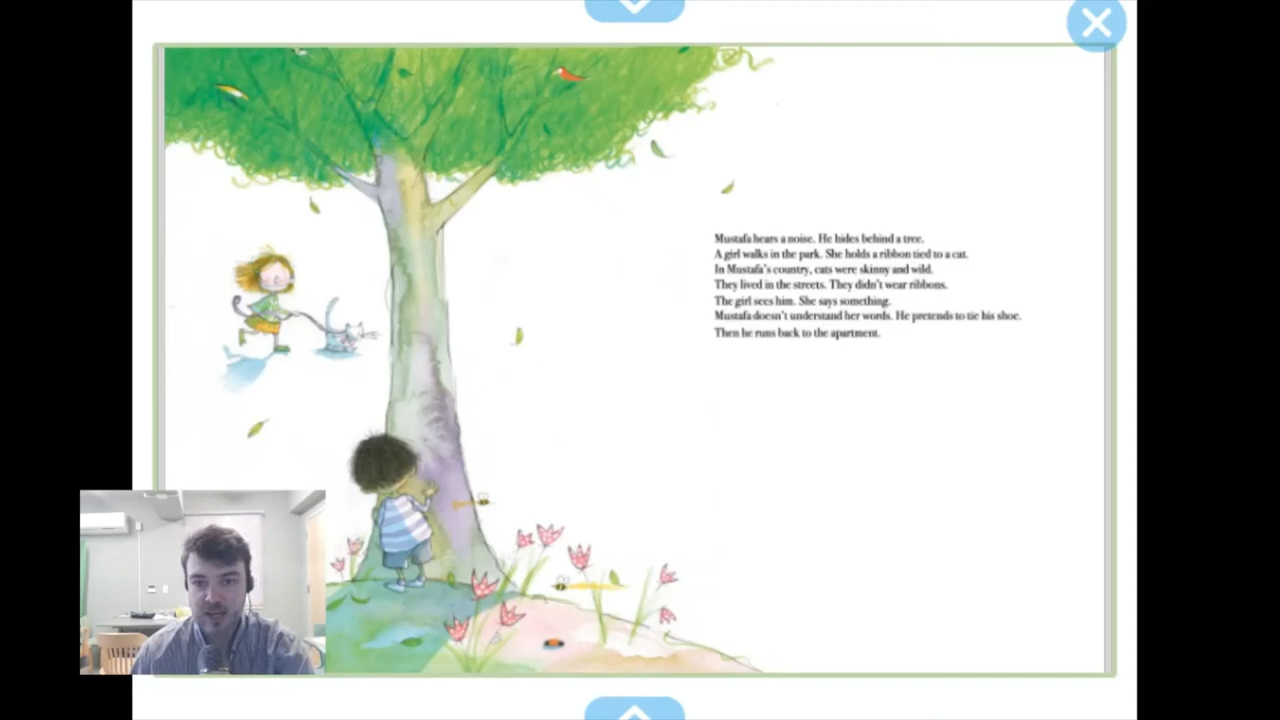 Mustafa hears a noise. He hides behind a tree.
A girl walks in the park. She holds a ribbon tied to a cat.
In Mustafa's country, cats were skinny and wild.
They lived in the streets. They didn't wear ribbons.
The girl sees him. She says something.
Mustafa doesn't understand her words. He pretends to tie his shoe.
Then he runs back to the apartment.